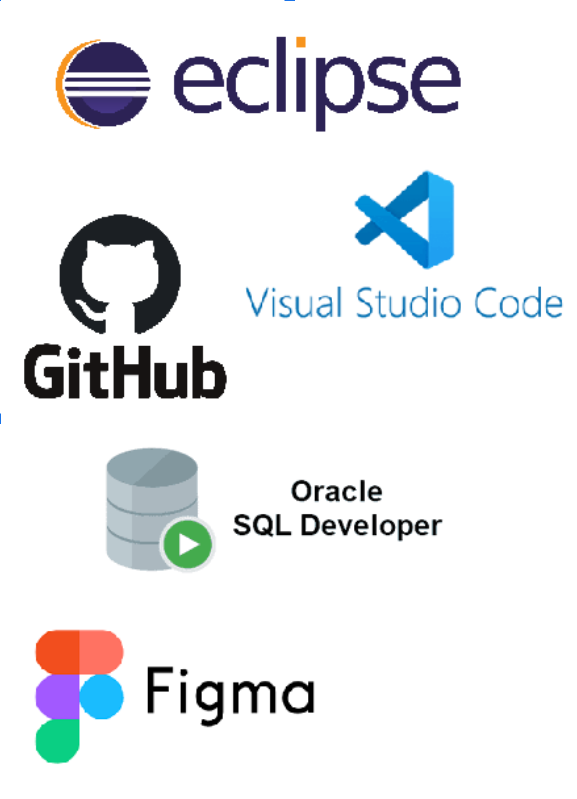 eclipse
Visual Studio Code
GitHub
Oracle
SQL Developer
Figma